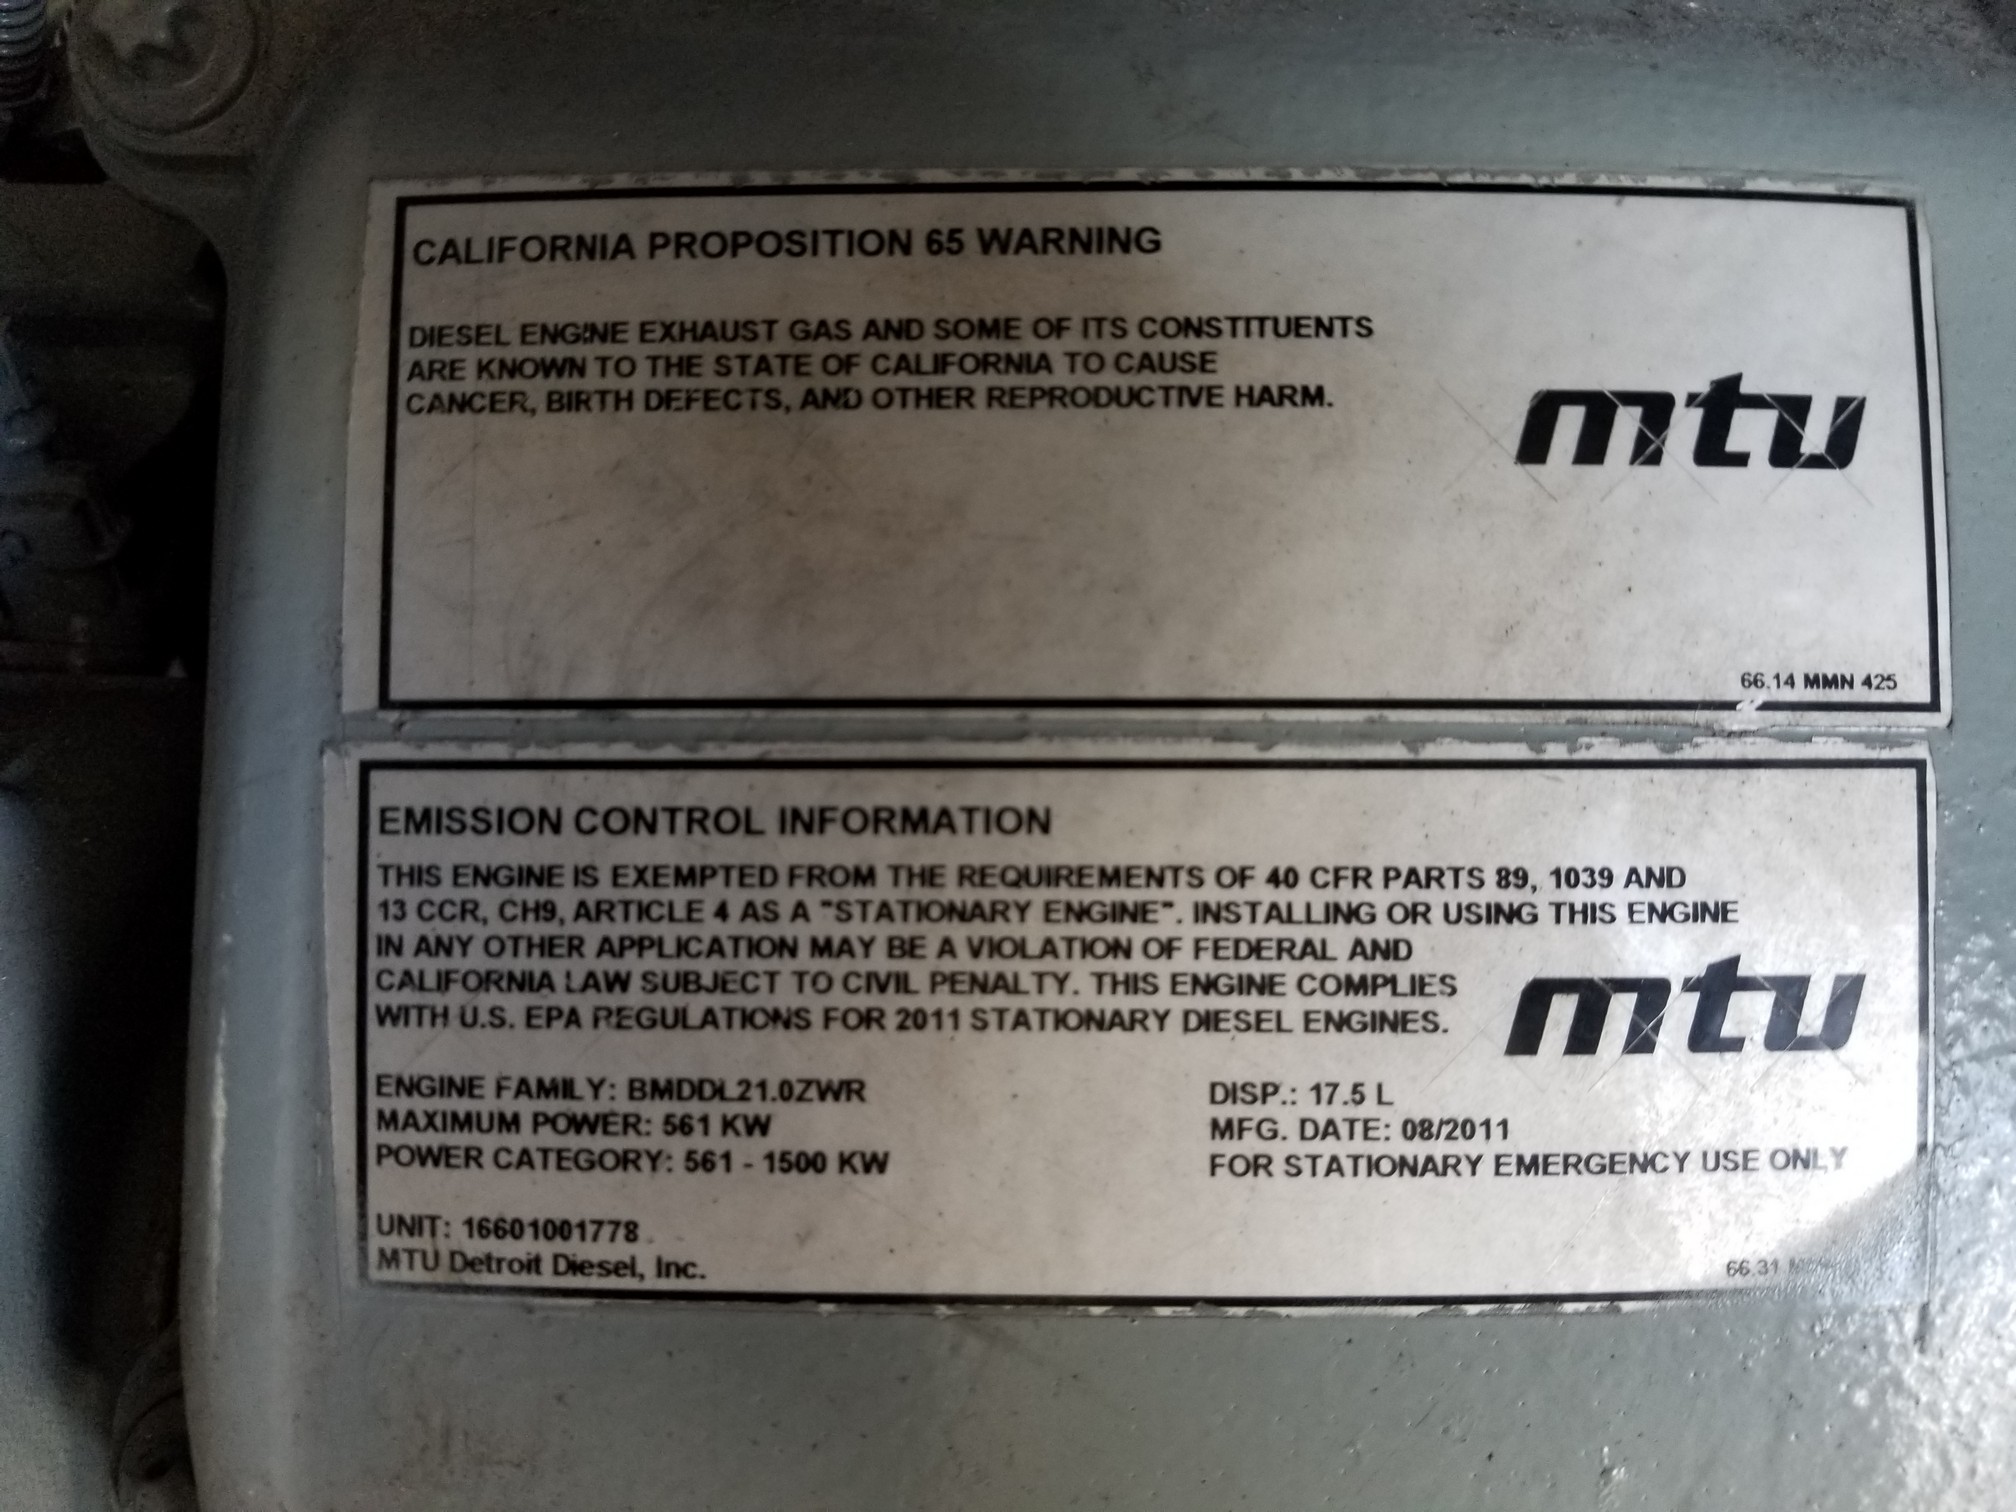 CALIFORNIA PROPOSITION 65 WARNING
DIESEL ENGINE EXHAUST GAS AND SOME OF ITS CONSTITUENTS
ARE KNOWN TO THE STATE OF CALIFORNIA TO CAUSE
CANCER, BIRTH DEFECTS, AND OTHER REPRODUCTIVE HARM.
mtu
66.14 MMN 425
EMISSION CONTROL INFORMATION
THIS ENGINE IS EXEMPTED FROM THE REQUIREMENTS OF 40 CFR PARTS 89, 1039 AND
13 CCR, CH9, ARTICLE 4 AS A "STATIONARY ENGINE". INSTALLING OR USING THIS ENGINE
IN ANY OTHER APPLICATION MAY BE A VIOLATION OF FEDERAL AND
CALIFORNIA LAW SUBJECT TO CIVIL PENALTY. THIS ENGINE COMPLIES
WITH U.S. EPA REGULATIONS FOR 2011 STATIONARY DIESEL ENGINES.
mtu
ENGINE FAMILY: BMDDL21.0ZWR
MAXIMUM POWER: 561 KW
POWER CATEGORY: 561 - 1500 KW
DISP.: 17.5 L
MFG. DATE: 08/2011
FOR STATIONARY EMERGENCY USE ONLY
UNIT: 16601001778
MTU Detroit Diesel, Inc.
66.31